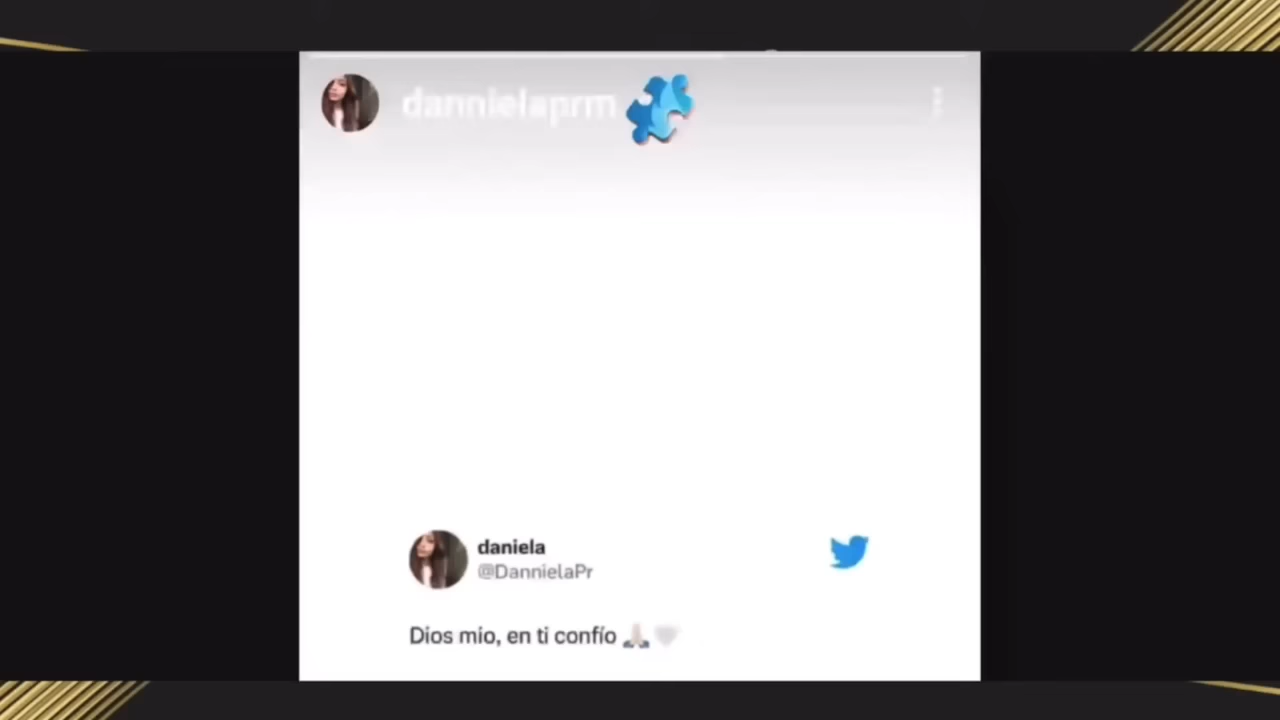 dannielaprm
daniela
@DannielaPr
Dios mio, en ti confío 🙏🏻🤍